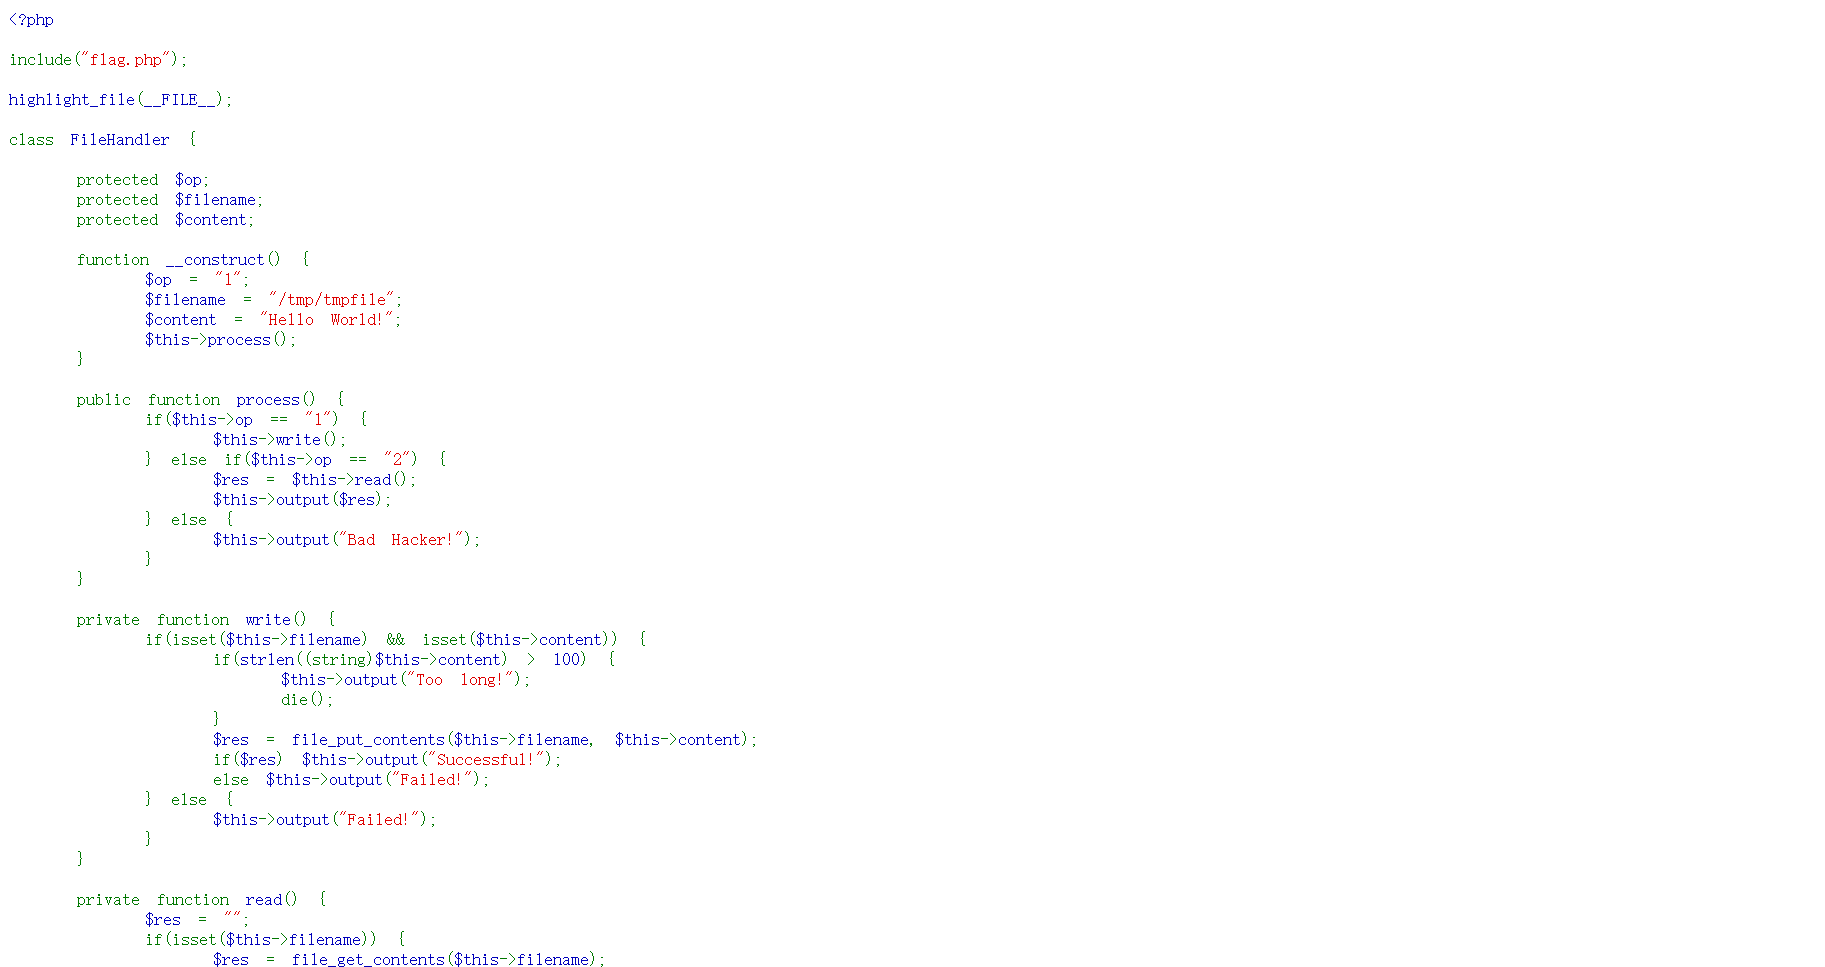 <?php
include("flag.php");
highlight_file(__FILE__);
class FileHandler {
protected $op;
protected $filename;
protected $content;
function __construct() {
$op = "1";
$filename = "/tmp/tmpfile";
$content = "Hello World!";
$this->process();
}
public function process() {
if($this->op == "1") {
$this->write();
} else if($this->op == "2") {
$res = $this->read();
$this->output($res);
} else {
$this->output("Bad Hacker!");
}
}
private function write() {
if(isset($this->filename) && isset($this->content)) {
if(strlen((string)$this->content) > 100) {
$this->output("Too long!");
die();
}
$res = file_put_contents($this->filename, $this->content);
if($res) $this->output("Successful!");
else $this->output("Failed!");
} else {
$this->output("Failed!");
}
}
private function read() {
$res = "";
if(isset($this->filename)) {
$res = file_get_contents($this->filename);